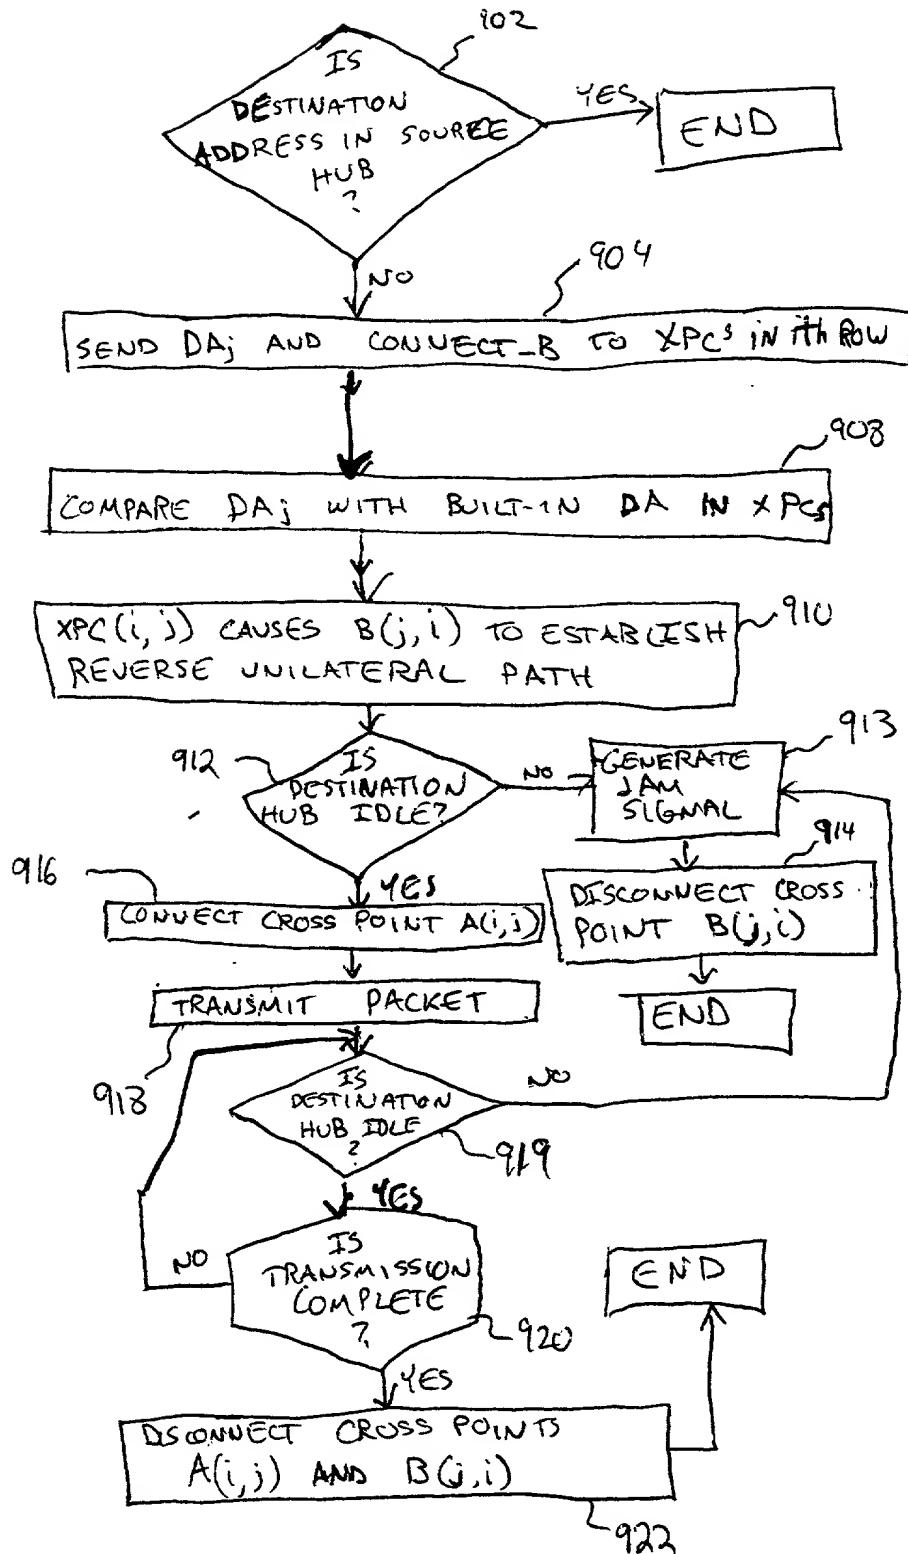 902
IS
DESTINATION
ADDRESS IN SOURCE
HUB
?
YES
END
NO
904
SEND DAj AND CONNECT_B TO XPCs IN ith ROW
908
COMPARE DAj WITH BUILT-IN DA IN XPCs
XPC(i,j) CAUSES B(j,i) TO ESTABLISH
REVERSE UNILATERAL PATH
910
912
IS
DESTINATION
HUB IDLE?
NO
GENERATE
JAM
SIGNAL
913
914
DISCONNECT CROSS
POINT B(j,i)
END
YES
916
CONNECT CROSS POINT A(i,j)
TRANSMIT PACKET
918
IS
DESTINATION
HUB IDLE
?
NO
919
YES
IS
TRANSMISSION
COMPLETE
?
NO
920
YES
END
DISCONNECT CROSS POINTS
A(i,j) AND B(j,i)
922